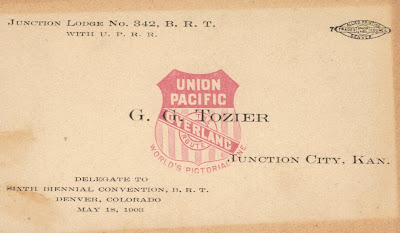 Junction Lodge No. 342, B. R. T.
WITH U. P. R. R.
UNION
PACIFIC
G. G. Tozier
OVERLAND
ROUTE
WORLD'S PICTORIAL LINE
Junction City, Kan.
DELEGATE TO
Sixth Biennial Convention, B. R. T.
Denver, Colorado
MAY 18, 1903